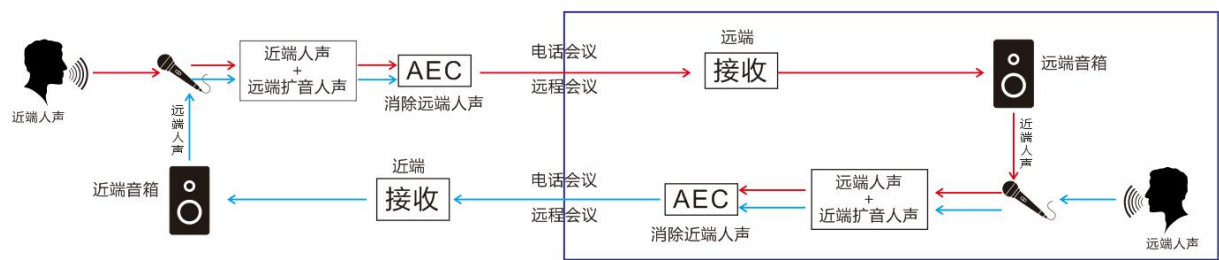 近端人声
近端人声
+
远端扩音人声
AEC
消除远端人声
电话会议
远程会议
远端
接收
远端音箱
远端人声
近端人声
近端音箱
近端
接收
电话会议
远程会议
AEC
消除近端人声
远端人声
+
近端扩音人声
远端人声